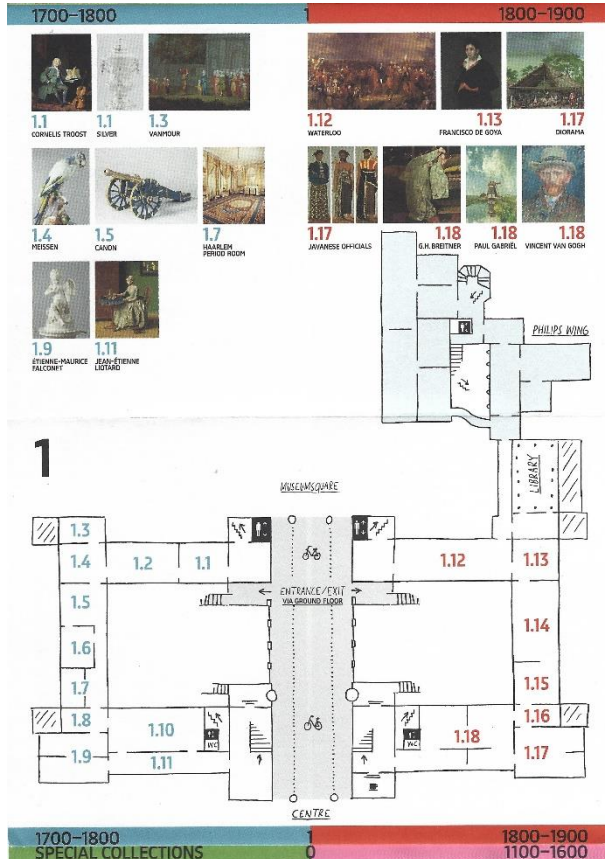 1700–1800 1 1800–1900
1.1 1.1 1.3
CORNELIS TROOST SILVER VANMOUR
1.12 1.13 1.17
WATERLOO FRANCISCO DE GOYA DIORAMA
1.4 1.5 1.7
MEISSEN CANON HAARLEM
PERIOD ROOM
1.17 1.18 1.18 1.18
JAVANESE OFFICIALS G.H. BREITNER PAUL GABRIËL VINCENT VAN GOGH
1.9 1.11
ÉTIENNE-MAURICE
FALCONET
JEAN-ÉTIENNE
LIOTARD
PHILIPS WING
1
LIBRARY
MUSEUMSQUARE
1.3
1.4 1.2 1.1 1.12 1.13
1.5
ENTRANCE/EXIT
VIA GROUND FLOOR
1.14
1.6
1.7 1.15
1.8 1.10 1.16
WC WC 1.18
1.9 1.11 1.17
CENTRE
1700–1800 1 1800–1900
SPECIAL COLLECTIONS 0 1100–1600